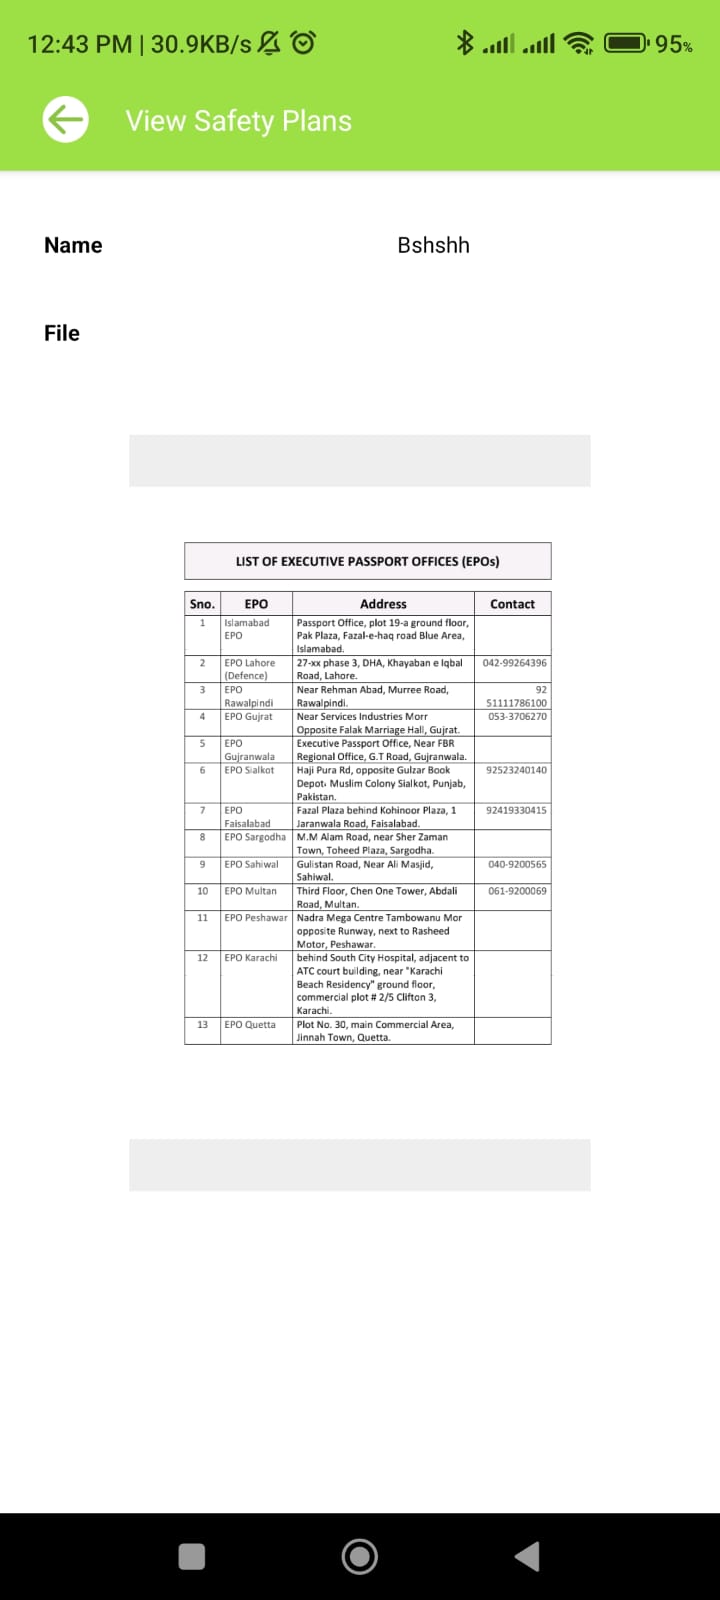 12:43 PM | 30.9KB/s 95%
View Safety Plans
Name Bshshh
File
LIST OF EXECUTIVE PASSPORT OFFICES (EPOs)
Sno. EPO Address Contact
1 Islamabad Passport Office, plot 19-a ground floor,
EPO Pak Plaza, Fazal-e-haq road Blue Area,
Islamabad.
2 EPO Lahore 27-xx phase 3, DHA, Khayaban e Iqbal 042-99264396
(Defence) Road, Lahore.
3 EPO Near Rehman Abad, Murree Road, 92
Rawalpindi Rawalpindi. 51111786100
4 EPO Gujrat Near Services Industries Morr 053-3706270
Opposite Falak Marriage Hall, Gujrat.
5 EPO Executive Passport Office, Near FBR
Gujranwala Regional Office, G.T Road, Gujranwala.
6 EPO Sialkot Haji Pura Rd, opposite Gulzar Book 92523240140
Depot، Muslim Colony Sialkot, Punjab,
Pakistan.
7 EPO Fazal Plaza behind Kohinoor Plaza, 1 92419330415
Faisalabad Jaranwala Road, Faisalabad.
8 EPO Sargodha M.M Alam Road, near Sher Zaman
Town, Toheed Plaza, Sargodha.
9 EPO Sahiwal Gulistan Road, Near Ali Masjid, 040-9200565
Sahiwal.
10 EPO Multan Third Floor, Chen One Tower, Abdali 061-9200069
Road, Multan.
11 EPO Peshawar Nadra Mega Centre Tambowanu Mor
opposite Runway, next to Rasheed
Motor, Peshawar.
12 EPO Karachi behind South City Hospital, adjacent to
ATC court building, near "Karachi
Beach Residency" ground floor,
commercial plot # 2/5 Clifton 3,
Karachi.
13 EPO Quetta Plot No. 30, main Commercial Area,
Jinnah Town, Quetta.